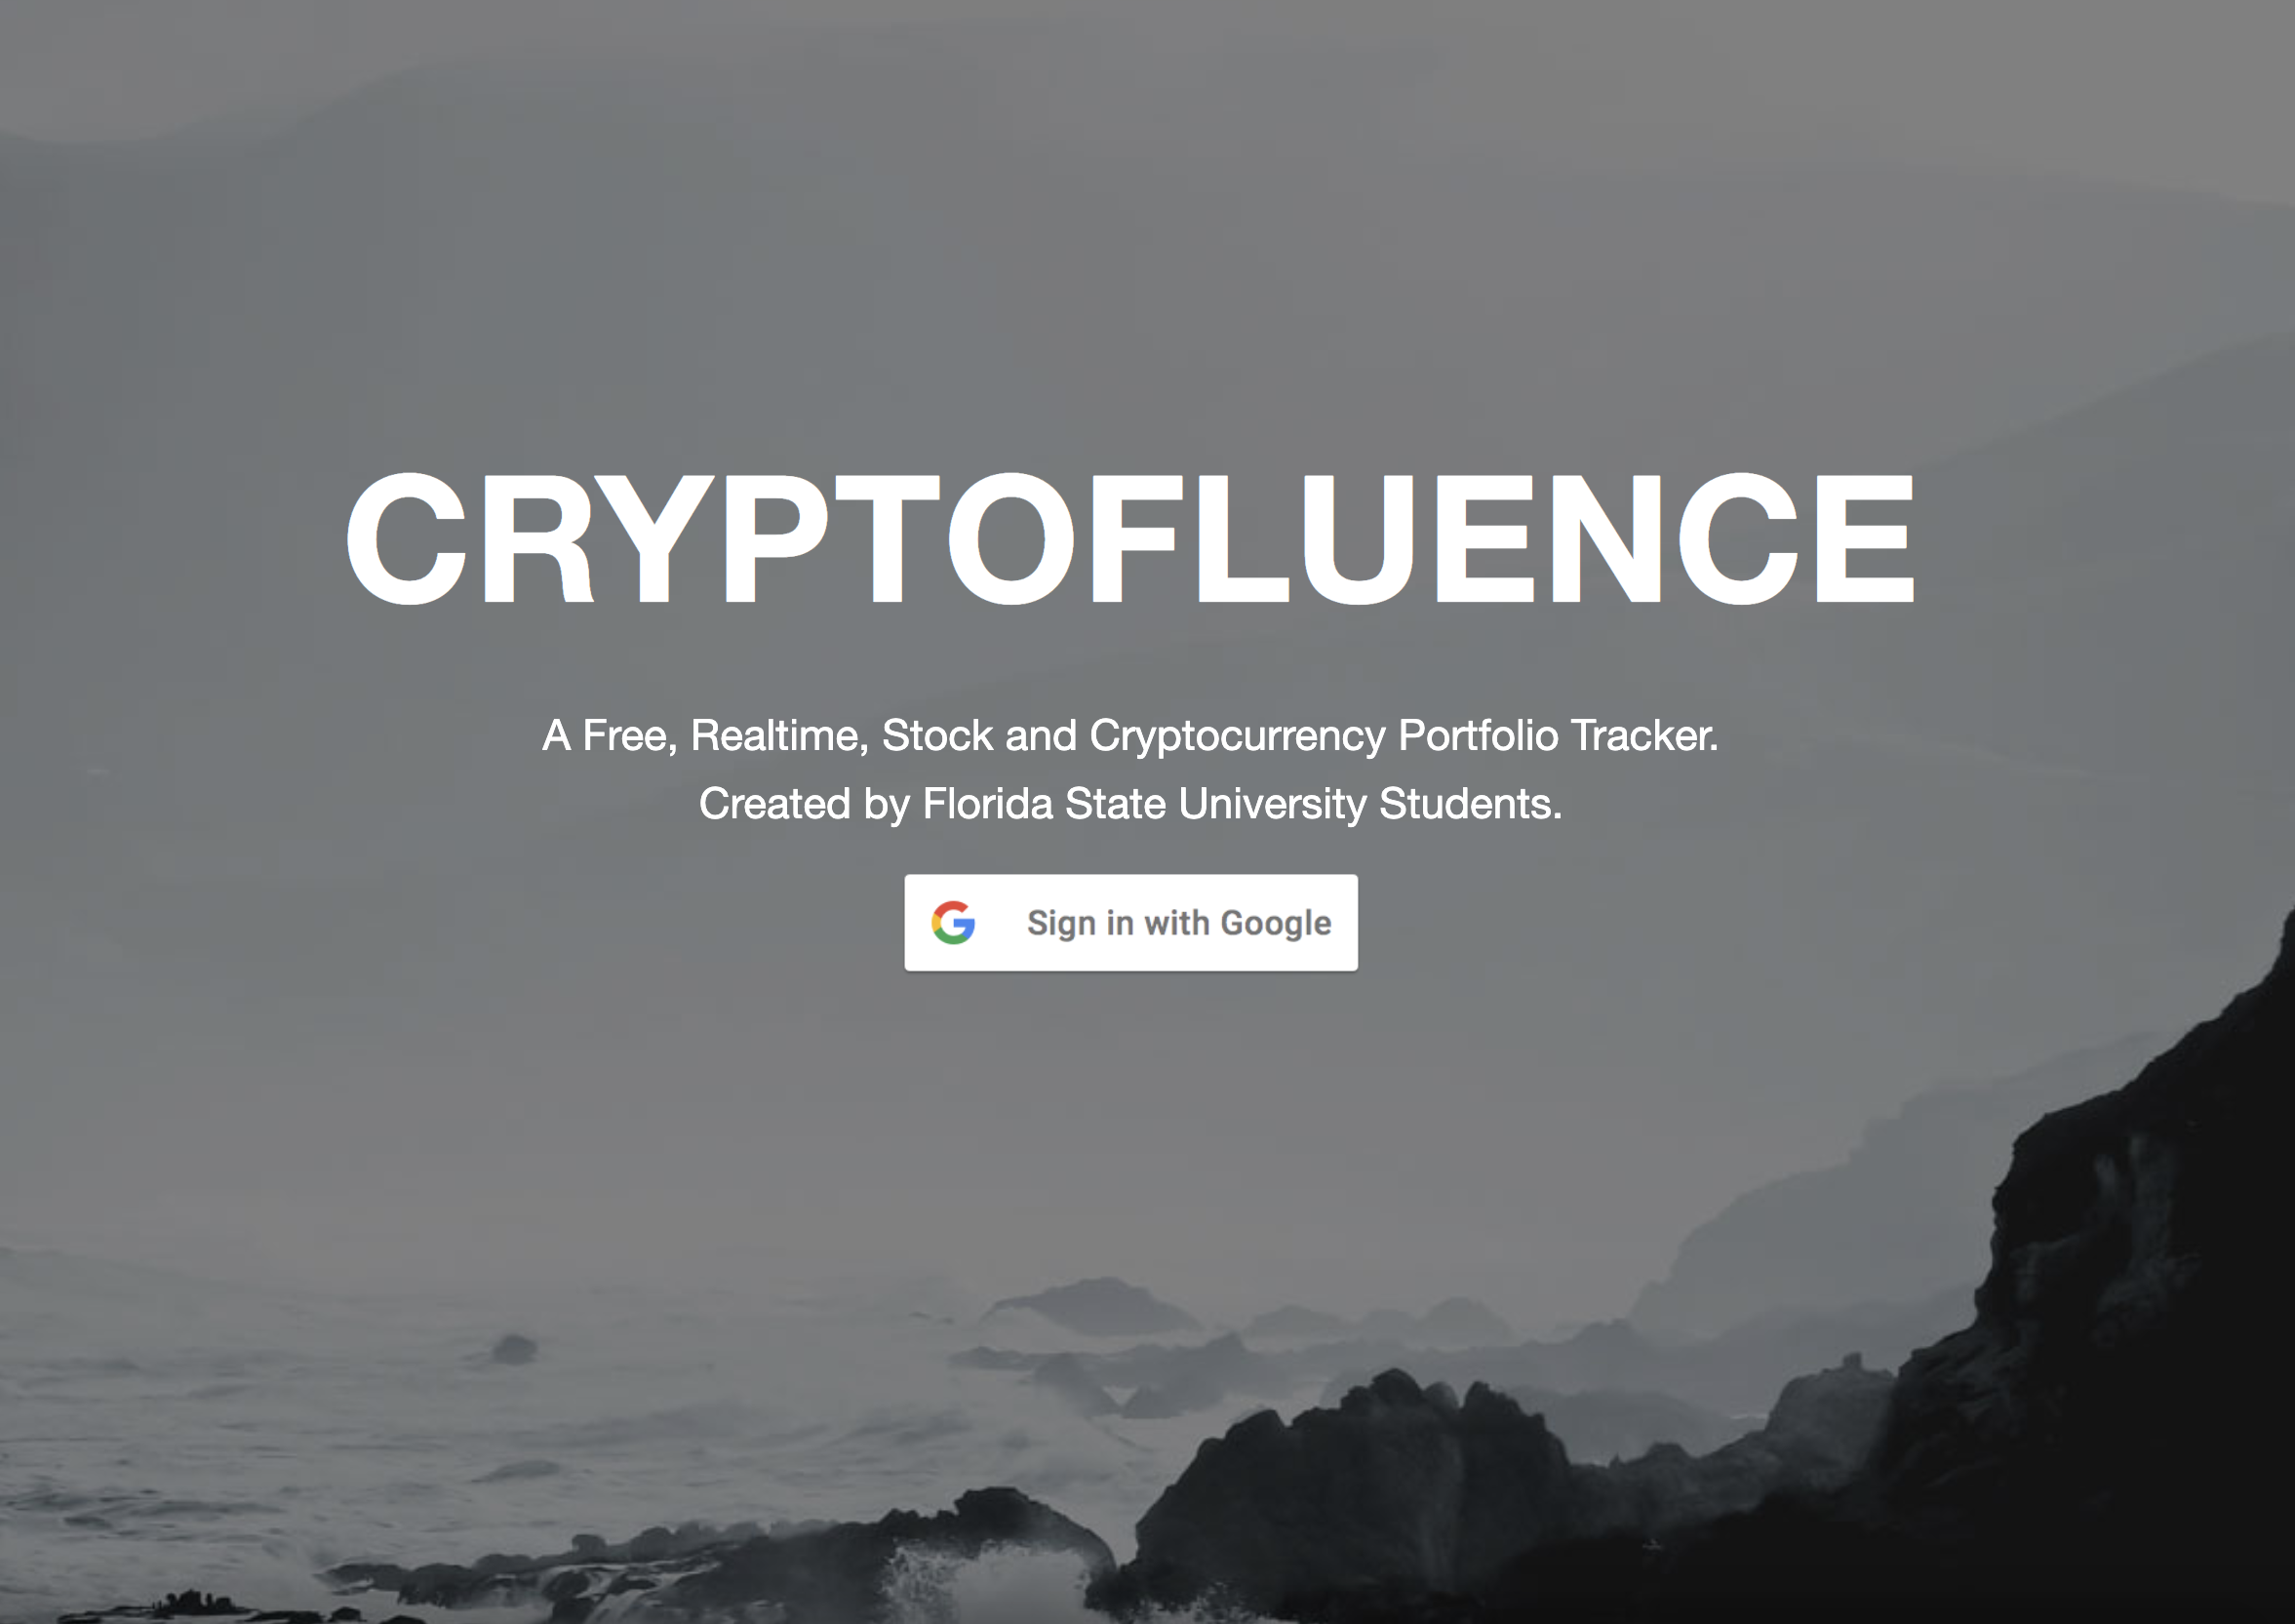 CRYPTOFLUENCE
A Free, Realtime, Stock and Cryptocurrency Portfolio Tracker.
Created by Florida State University Students.
Sign in with Google